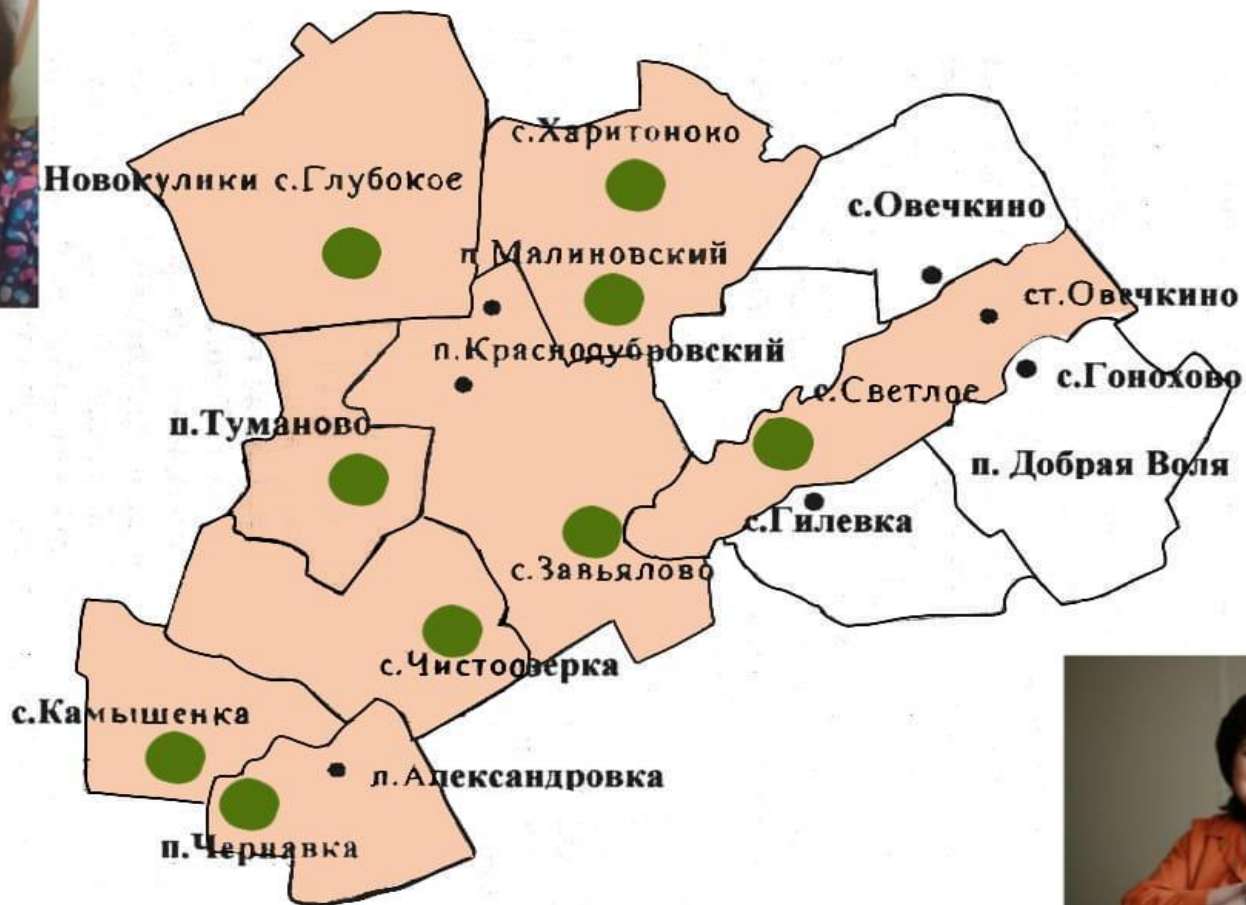 с.Харитоноко
Новокулики с.Глубокое
с.Овечкино
п Малиновский
ст.Овечкино
п.Краснодубровский
с.Гонохово
с.Светлое
п.Туманово
п. Добрая Воля
с.Гилевка
с.Завьялово
с.Чистоозерка
с.Камышенка
п.Александровка
п.Чернавка